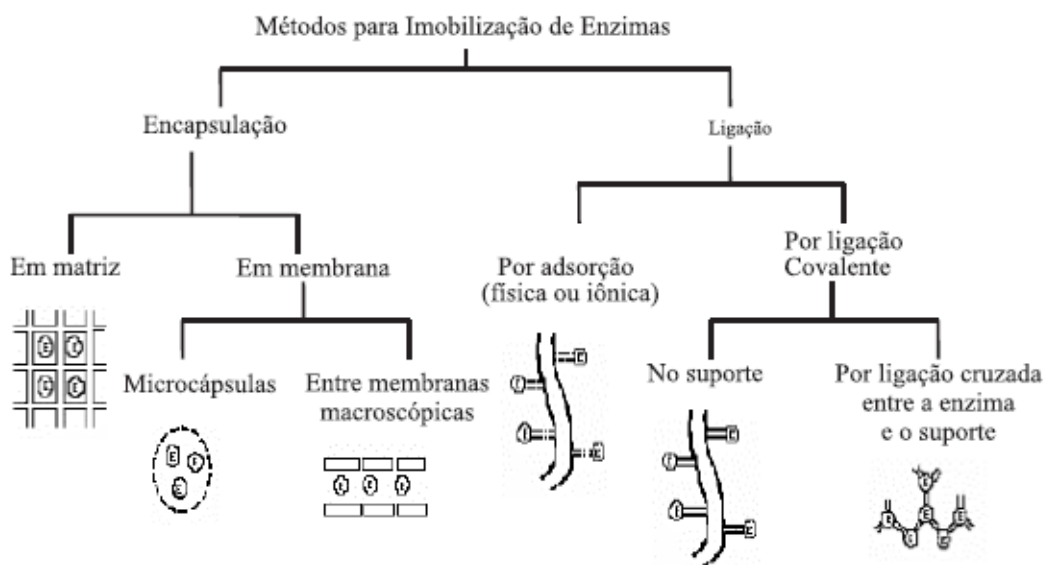 Métodos para Imobilização de Enzimas
Encapsulação
Ligação
Em matriz
Em membrana
Por adsorção
(física ou iônica)
Por ligação
Covalente
Microcápsulas
Entre membranas
macroscópicas
No suporte
Por ligação cruzada
entre a enzima
e o suporte